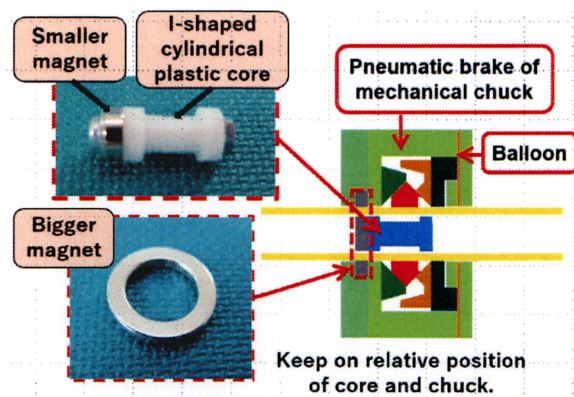 Smaller
magnet
I-shaped
cylindrical
plastic core
Pneumatic brake of
mechanical chuck
Balloon
Bigger
magnet
Keep on relative position
of core and chuck.